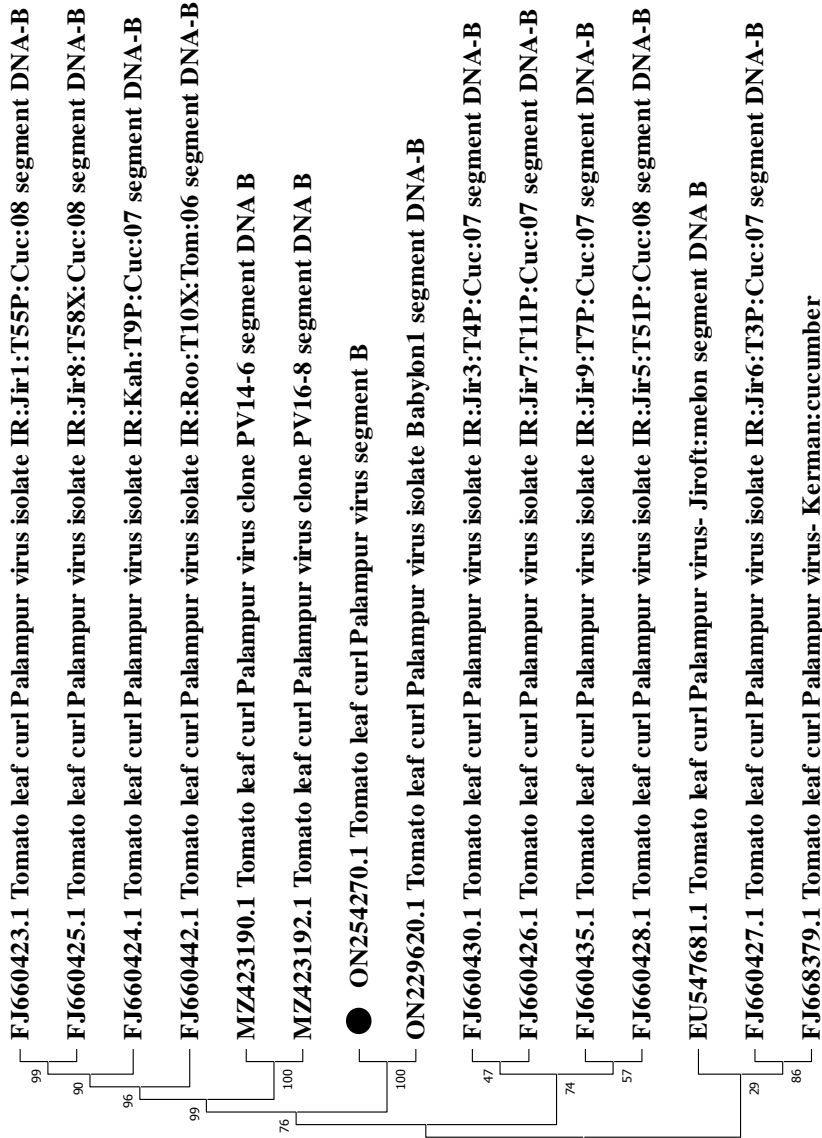 FJ660423.1 Tomato leaf curl Palampur virus isolate IR:Jir1:T55P:Cuc:08 segment DNA-B
FJ660425.1 Tomato leaf curl Palampur virus isolate IR:Jir8:T58X:Cuc:08 segment DNA-B
FJ660424.1 Tomato leaf curl Palampur virus isolate IR:Kah:T9P:Cuc:07 segment DNA-B
FJ660442.1 Tomato leaf curl Palampur virus isolate IR:Roo:T10X:Tom:06 segment DNA-B
MZ423190.1 Tomato leaf curl Palampur virus clone PV14-6 segment DNA B
MZ423192.1 Tomato leaf curl Palampur virus clone PV16-8 segment DNA B
ON254270.1 Tomato leaf curl Palampur virus segment B
ON229620.1 Tomato leaf curl Palampur virus isolate Babylon1 segment DNA-B
FJ660430.1 Tomato leaf curl Palampur virus isolate IR:Jir3:T4P:Cuc:07 segment DNA-B
FJ660426.1 Tomato leaf curl Palampur virus isolate IR:Jir7:T11P:Cuc:07 segment DNA-B
FJ660435.1 Tomato leaf curl Palampur virus isolate IR:Jir9:T7P:Cuc:07 segment DNA-B
FJ660428.1 Tomato leaf curl Palampur virus isolate IR:Jir5:T51P:Cuc:08 segment DNA-B
EU547681.1 Tomato leaf curl Palampur virus- Jiroft:melon segment DNA B
FJ660427.1 Tomato leaf curl Palampur virus isolate IR:Jir6:T3P:Cuc:07 segment DNA-B
FJ668379.1 Tomato leaf curl Palampur virus- Kerman:cucumber
99
90
96
99
100
76
100
47
74
57
29
86